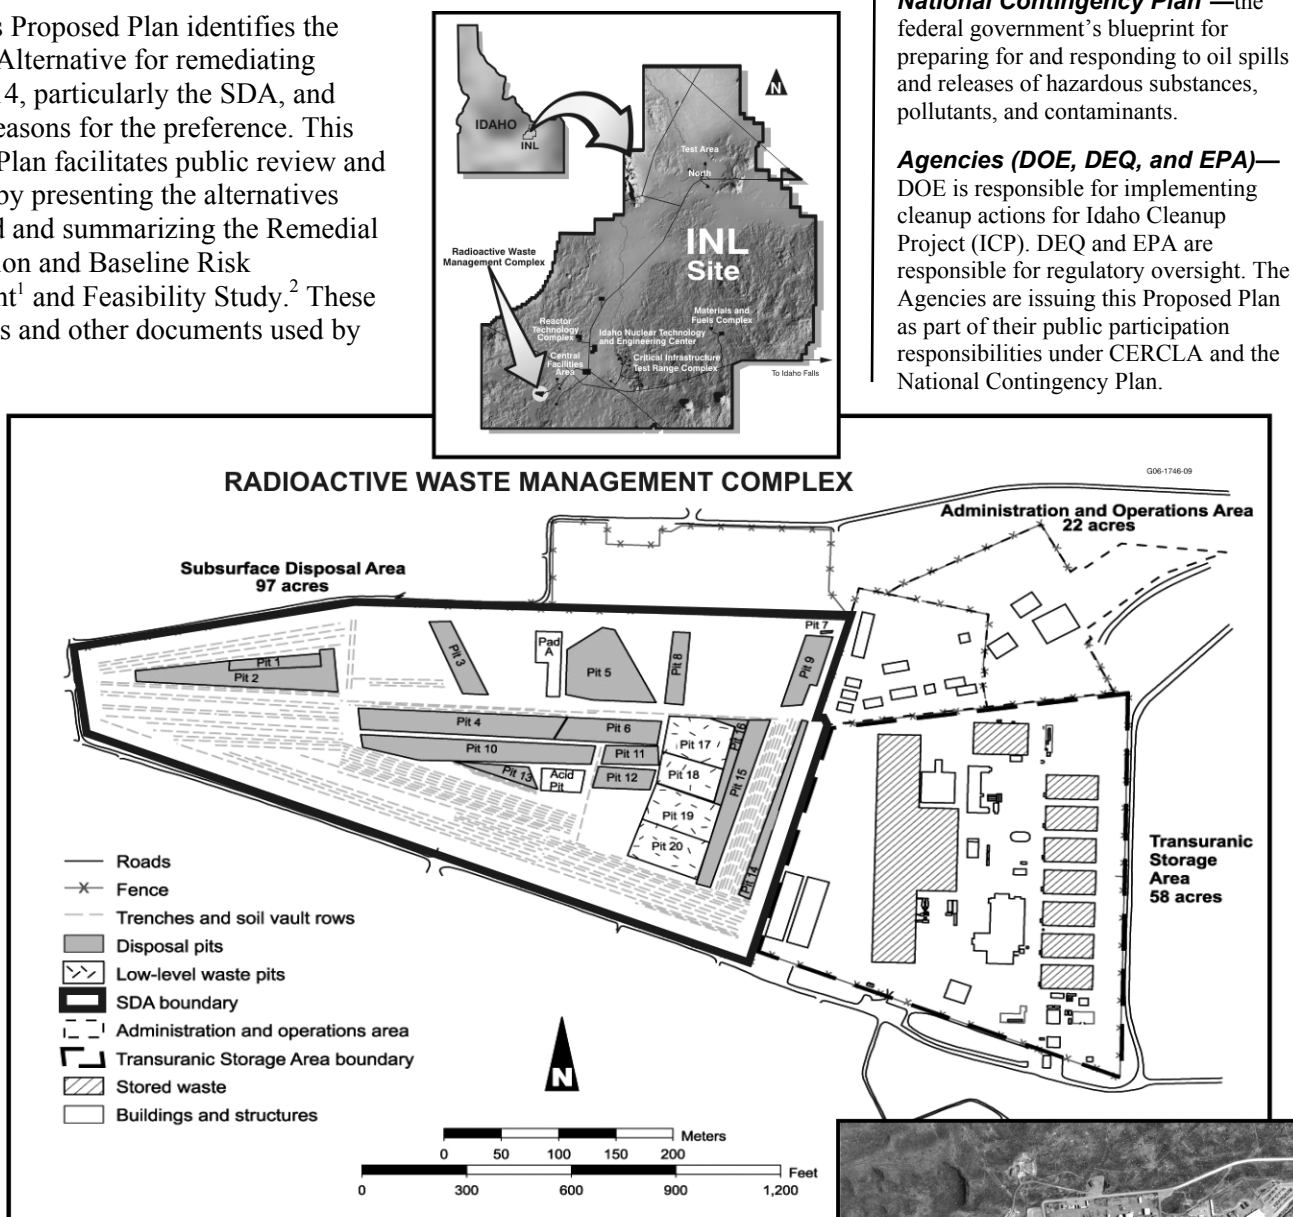 s Proposed Plan identifies the
Alternative for remediating
14, particularly the SDA, and
easons for the preference. This
Plan facilitates public review and
by presenting the alternatives
d and summarizing the Remedial
ion and Baseline Risk
nt1 and Feasibility Study.2 These
s and other documents used by
IDAHO
INL
N
Test Area
North
INL
Site
Radioactive Waste
Management Complex
Materials and
Fuels Complex
Reactor
Technology
Complex
Idaho Nuclear Technology
and Engineering Center
Central
Facilities
Area
Critical Infrastructure
Test Range Complex
To Idaho Falls
National Contingency Plan —the
federal government's blueprint for
preparing for and responding to oil spills
and releases of hazardous substances,
pollutants, and contaminants.
Agencies (DOE, DEQ, and EPA)—
DOE is responsible for implementing
cleanup actions for Idaho Cleanup
Project (ICP). DEQ and EPA are
responsible for regulatory oversight. The
Agencies are issuing this Proposed Plan
as part of their public participation
responsibilities under CERCLA and the
National Contingency Plan.
RADIOACTIVE WASTE MANAGEMENT COMPLEX
G06-1746-09
Administration and Operations Area
22 acres
Subsurface Disposal Area
97 acres
Pit 7
Pit 1
Pit 2
Pit 3
Pad
A
Pit 5
Pit 8
Pit 9
Pit 4
Pit 6
Pit 10
Pit 11
Pit 13
Acid
Pit
Pit 12
Pit 17
Pit 16
Pit 18
Pit 15
Pit 19
Pit 20
Pit 14
Transuranic
Storage
Area
58 acres
Roads
Fence
Trenches and soil vault rows
Disposal pits
Low-level waste pits
SDA boundary
Administration and operations area
Transuranic Storage Area boundary
Stored waste
Buildings and structures
N
Meters
0 50 100 150 200
Feet
0 300 600 900 1,200